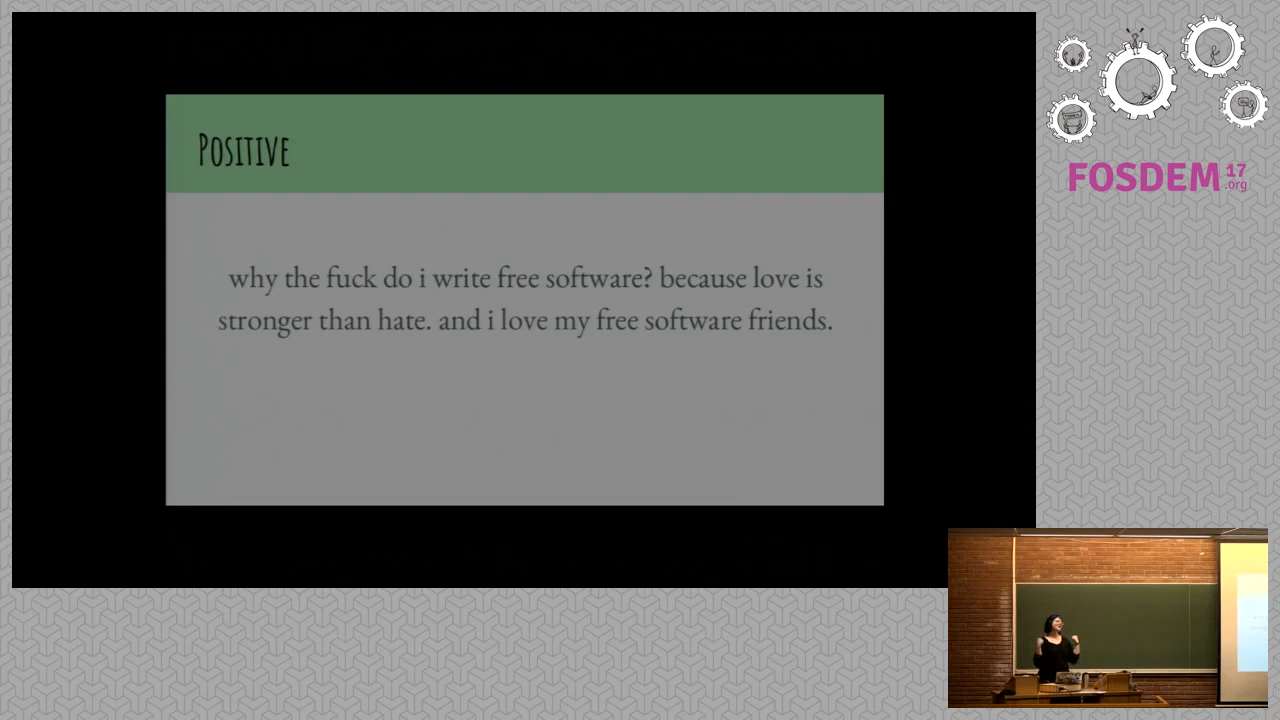 Positive
why the fuck do i write free software? because love is
stronger than hate. and i love my free software friends.
FOSDEM 17
.org